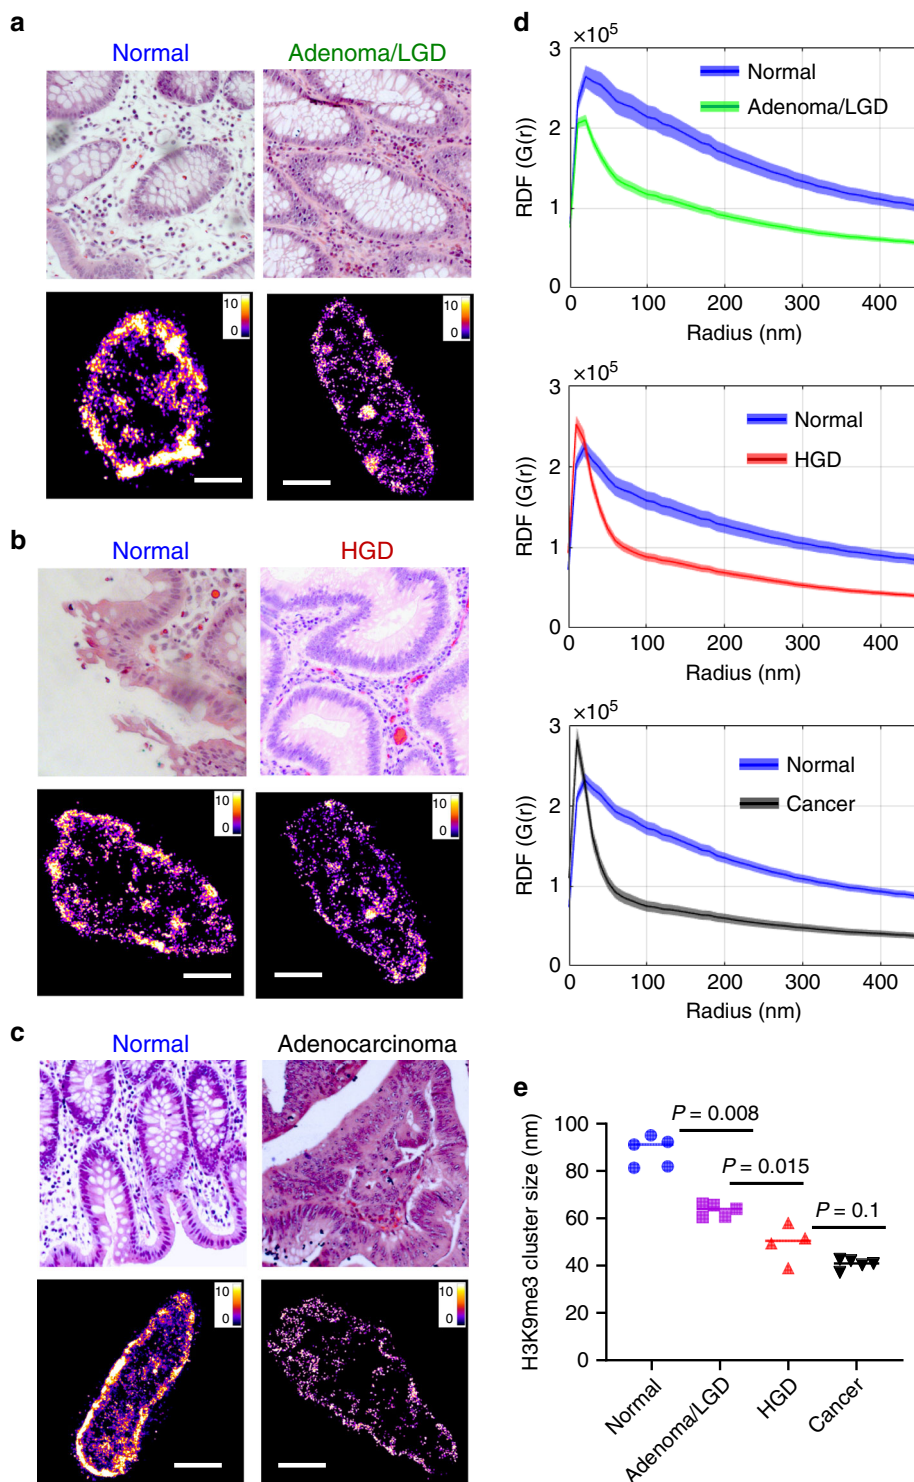 a
Normal
Adenoma/LGD
10
0
10
0
b
Normal
HGD
10
0
10
0
c
Normal
Adenocarcinoma
10
0
10
0
d
×10⁵
3
2
1
0
RDF (G(r))
Normal
Adenoma/LGD
0 100 200 300 400
Radius (nm)
×10⁵
3
2
1
0
RDF (G(r))
Normal
HGD
0 100 200 300 400
Radius (nm)
×10⁵
3
2
1
0
RDF (G(r))
Normal
Cancer
0 100 200 300 400
Radius (nm)
e
P = 0.008
P = 0.015
P = 0.1
100
80
60
40
20
0
H3K9me3 cluster size (nm)
Normal
Adenoma/LGD
HGD
Cancer